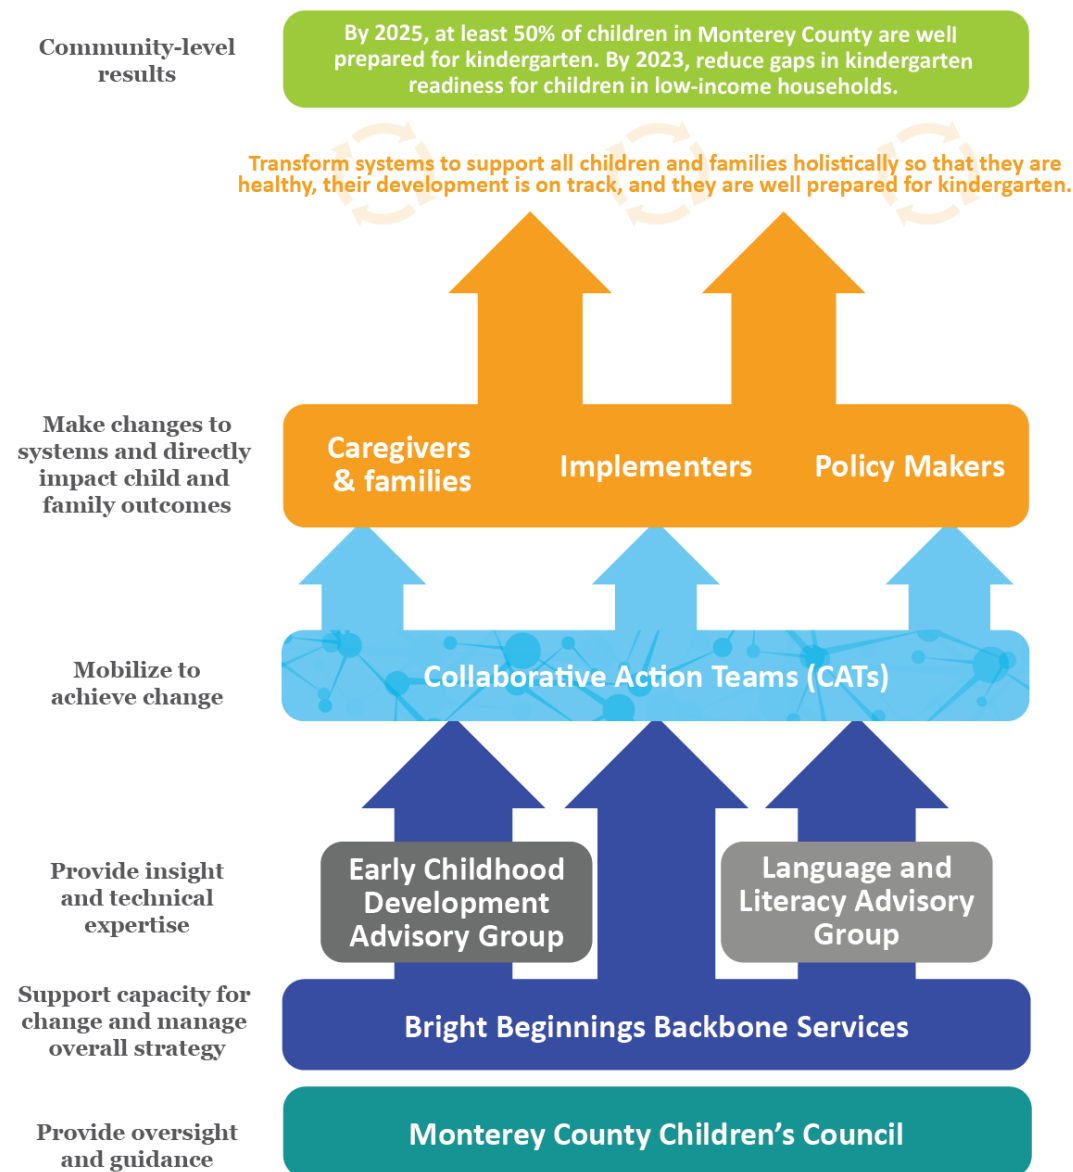 Community-level
results
By 2025, at least 50% of children in Monterey County are well
prepared for kindergarten. By 2023, reduce gaps in kindergarten
readiness for children in low-income households.
Transform systems to support all children and families holistically so that they are
healthy, their development is on track, and they are well prepared for kindergarten.
Make changes to
systems and directly
impact child and
family outcomes
Caregivers
& families
Implementers
Policy Makers
Mobilize to
achieve change
Collaborative Action Teams (CATs)
Provide insight
and technical
expertise
Early Childhood
Development
Advisory Group
Language and
Literacy Advisory
Group
Support capacity for
change and manage
overall strategy
Bright Beginnings Backbone Services
Provide oversight
and guidance
Monterey County Children’s Council